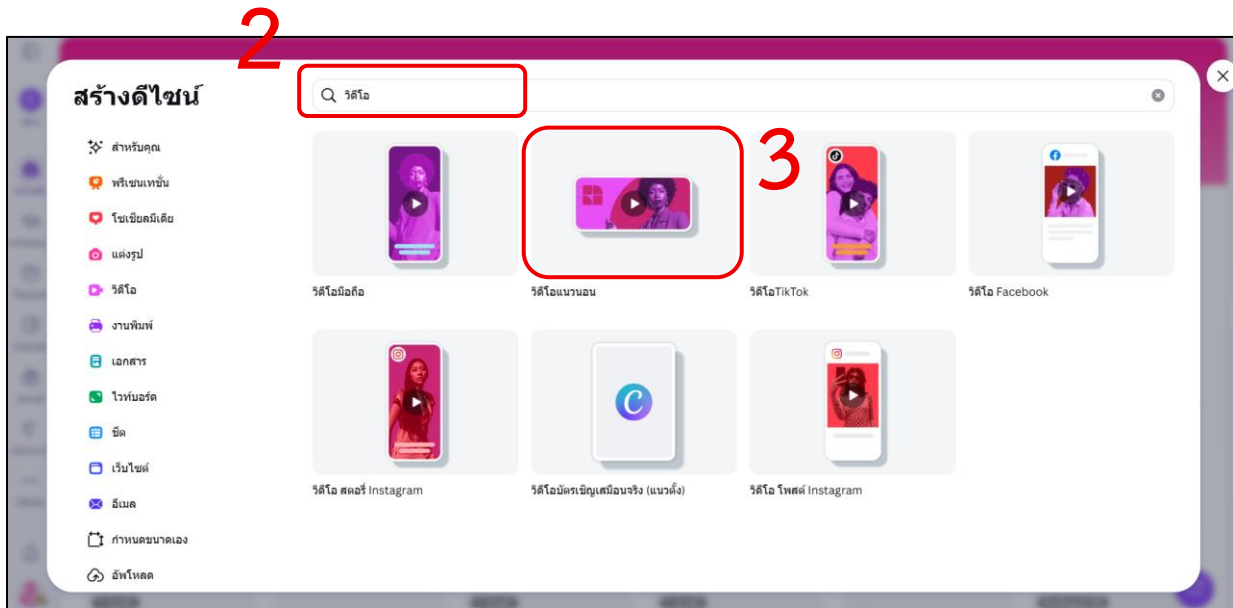 2
สร้างดีไซน์
วิดีโอ
สำหรับคุณ
พรีเซนเทชั่น
โซเชียลมีเดีย
แต่งรูป
วิดีโอ
งานพิมพ์
เอกสาร
ไวท์บอร์ด
ชีต
เว็บไซต์
อีเมล
กำหนดขนาดเอง
อัพโหลด
3
วิดีโอมือถือ
วิดีโอแนวนอน
วิดีโอTikTok
วิดีโอ Facebook
วิดีโอ สตอรี่ Instagram
วิดีโอบัตรเชิญเสมือนจริง (แนวตั้ง)
วิดีโอ โพสต์ Instagram